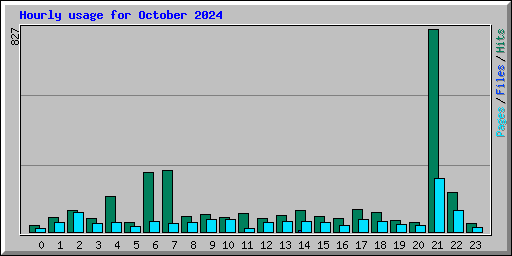 Hourly usage for October 2024
827
Pages/Files/Hits
0 1 2 3 4 5 6 7 8 9 10 11 12 13 14 15 16 17 18 19 20 21 22 23